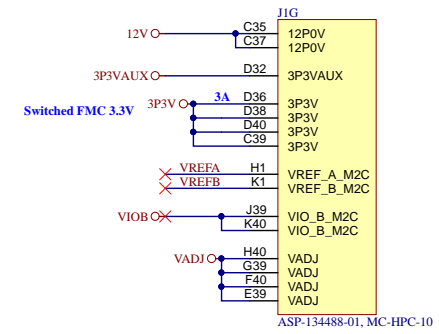 J1G
12V C35 12P0V
C37 12P0V
3P3VAUX D32 3P3VAUX
Switched FMC 3.3V 3P3V 3A D36 3P3V
D38 3P3V
D40 3P3V
C39 3P3V
VREFA H1 VREF_A_M2C
VREFB K1 VREF_B_M2C
VIOB J39 VIO_B_M2C
K40 VIO_B_M2C
VADJ H40 VADJ
G39 VADJ
F40 VADJ
E39 VADJ
ASP-134488-01, MC-HPC-10